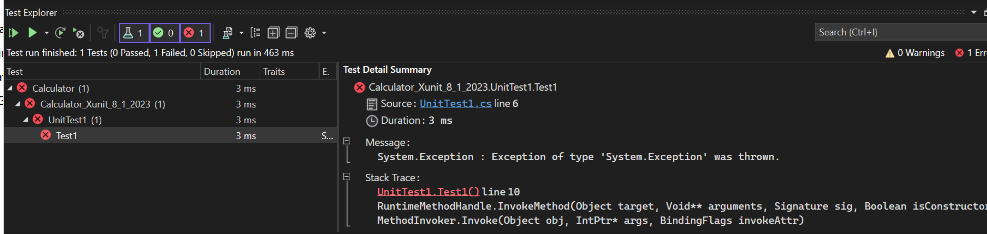 Test Explorer
1 0 1
Search (Ctrl+I)
Test run finished: 1 Tests (0 Passed, 1 Failed, 0 Skipped) run in 463 ms
0 Warnings
1 Err
Test Duration Traits E.
Calculator (1) 3 ms
Calculator_Xunit_8_1_2023 (1) 3 ms
UnitTest1 (1) 3 ms
Test1 3 ms S...
Test Detail Summary
Calculator_Xunit_8_1_2023.UnitTest1.Test1
Source: UnitTest1.cs line 6
Duration: 3 ms
Message:
System.Exception : Exception of type 'System.Exception' was thrown.
Stack Trace:
UnitTest1.Test1() line 10
RuntimeMethodHandle.InvokeMethod(Object target, Void** arguments, Signature sig, Boolean isConstructo
MethodInvoker.Invoke(Object obj, IntPtr* args, BindingFlags invokeAttr)